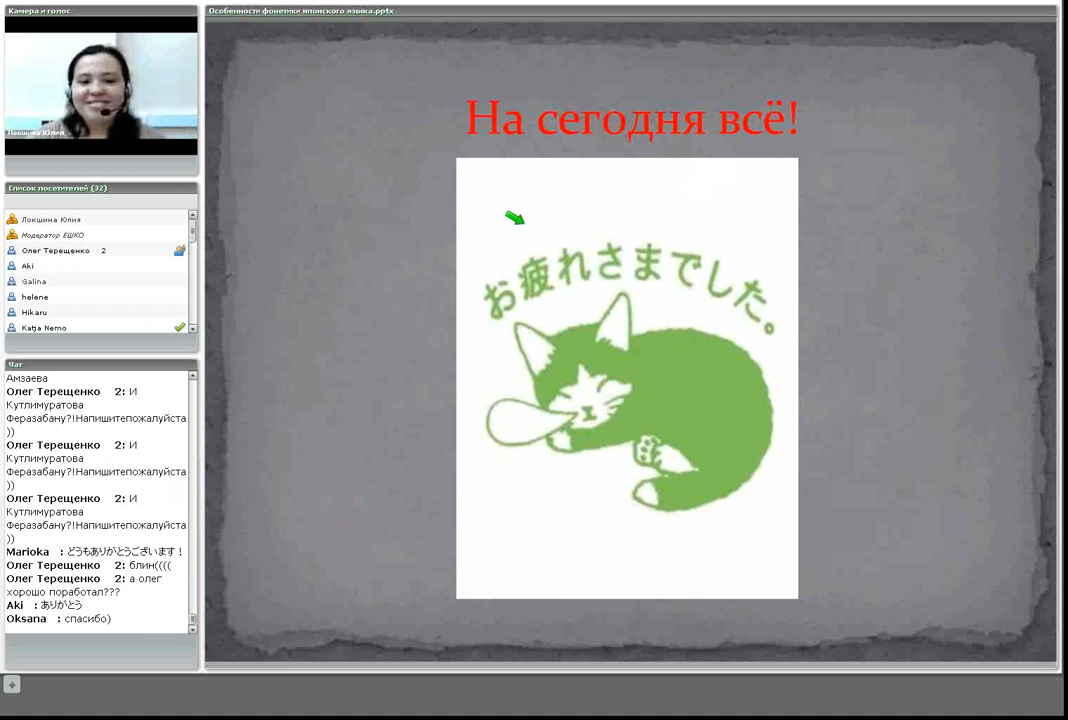 Камера и голос
Локшина Юлия
Список посетителей (32)
Локшина Юлия
Модератор ЕШКО
Олег Терещенко 2
Aki
Galina
helene
Hikaru
Katja Nemo
Чат
Амзаева
Олег Терещенко 2: И
Кутлимуратова
Феразабану?!Напишитепожалуйста
))
Олег Терещенко 2: И
Кутлимуратова
Феразабану?!Напишитепожалуйста
))
Олег Терещенко 2: И
Кутлимуратова
Феразабану?!Напишитепожалуйста
))
Marioka : どうもありがとうございます！
Олег Терещенко 2: блин((((
Олег Терещенко 2: а олег
хорошо поработал???
Aki : ありがとう
Oksana : спасибо)
Особенности фонетики японского языка.pptx
На сегодня всё!
お疲れさまでした。